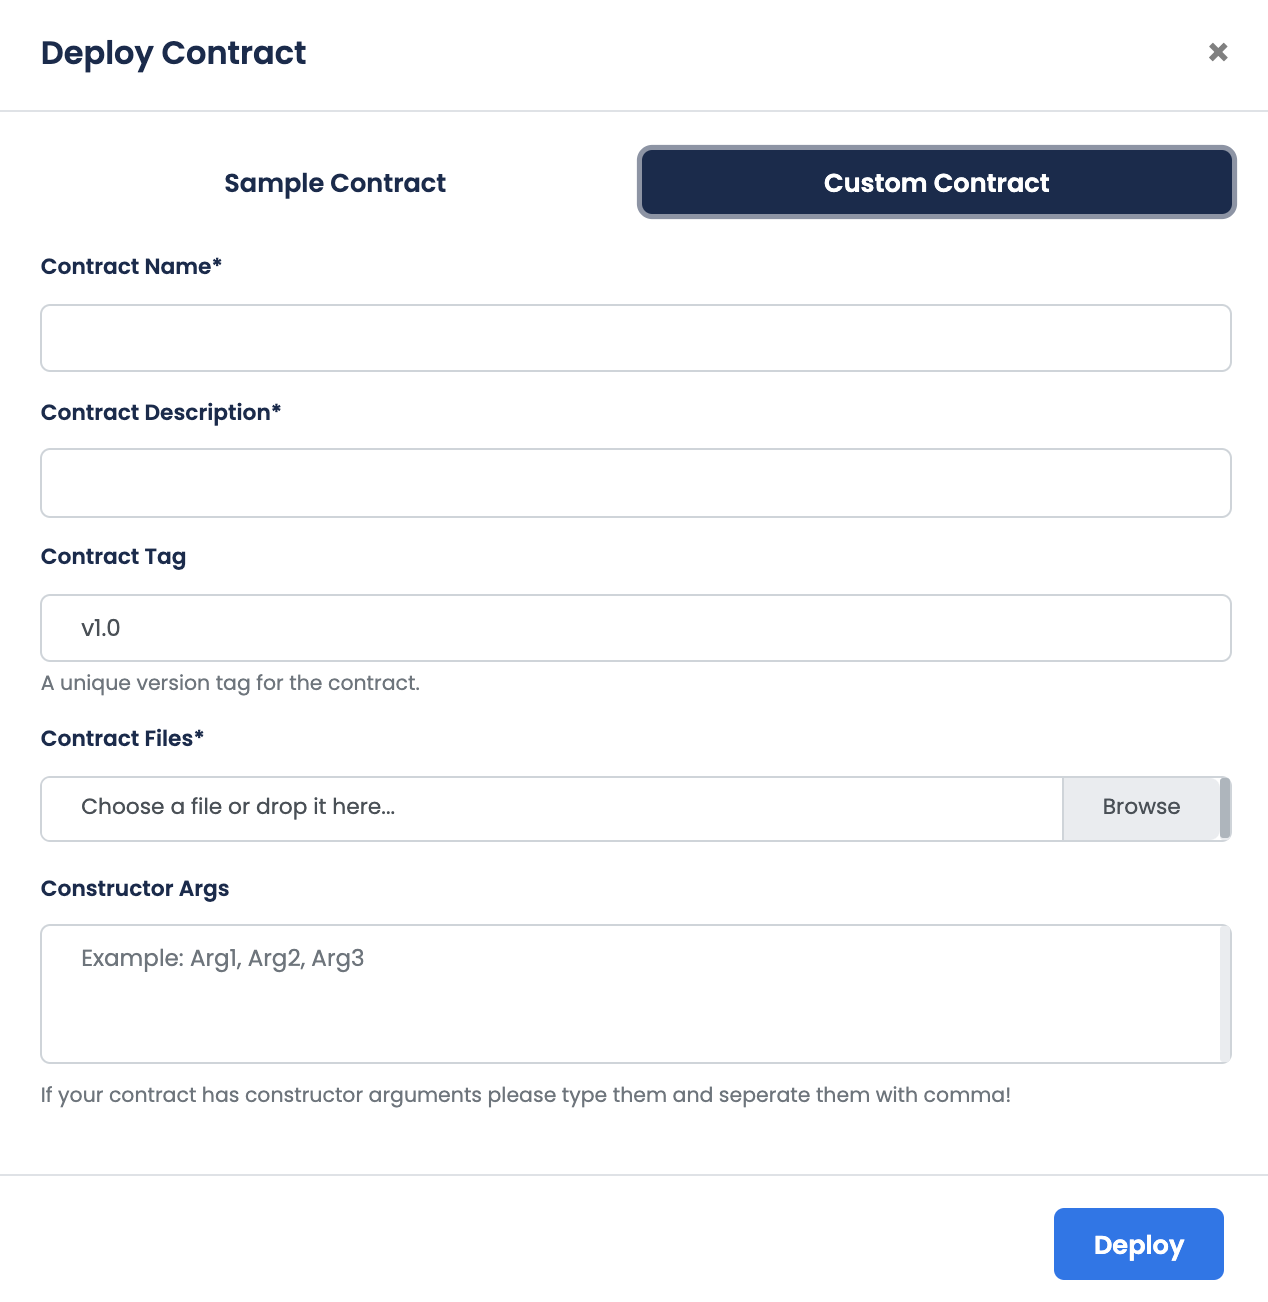 Deploy Contract
✖
Sample Contract
Custom Contract
Contract Name*
Contract Description*
Contract Tag
v1.0
A unique version tag for the contract.
Contract Files*
Choose a file or drop it here...
Browse
Constructor Args
Example: Arg1, Arg2, Arg3
If your contract has constructor arguments please type them and seperate them with comma!
Deploy